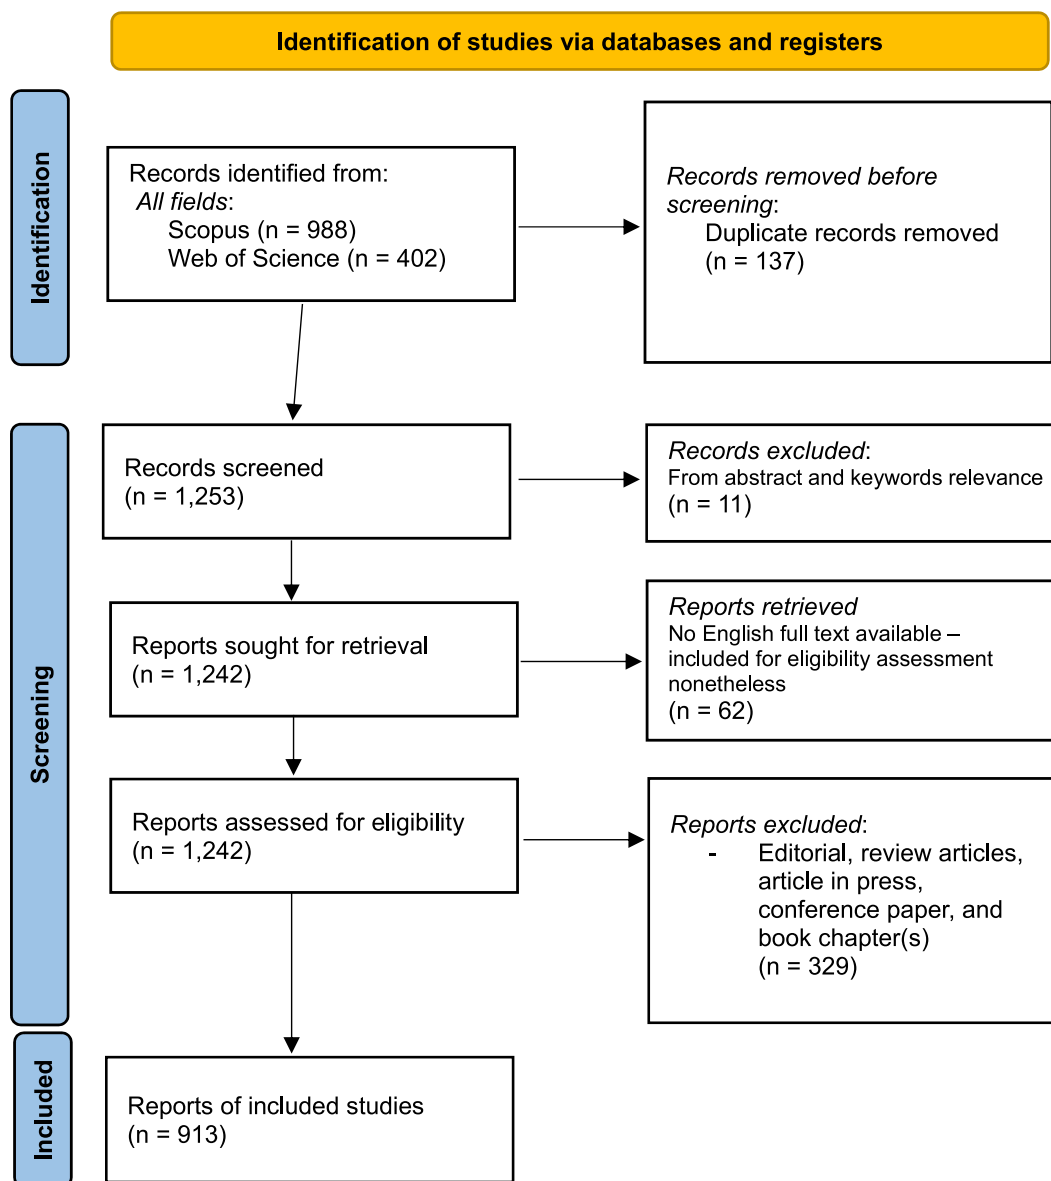 Identification of studies via databases and registers
Identification
Records identified from:
All fields:
Scopus (n = 988)
Web of Science (n = 402)
Records removed before
screening:
Duplicate records removed
(n = 137)
Screening
Records screened
(n = 1,253)
Records excluded:
From abstract and keywords relevance
(n = 11)
Reports sought for retrieval
(n = 1,242)
Reports retrieved
No English full text available –
included for eligibility assessment
nonetheless
(n = 62)
Reports assessed for eligibility
(n = 1,242)
Reports excluded:
- Editorial, review articles,
article in press,
conference paper, and
book chapter(s)
(n = 329)
Included
Reports of included studies
(n = 913)